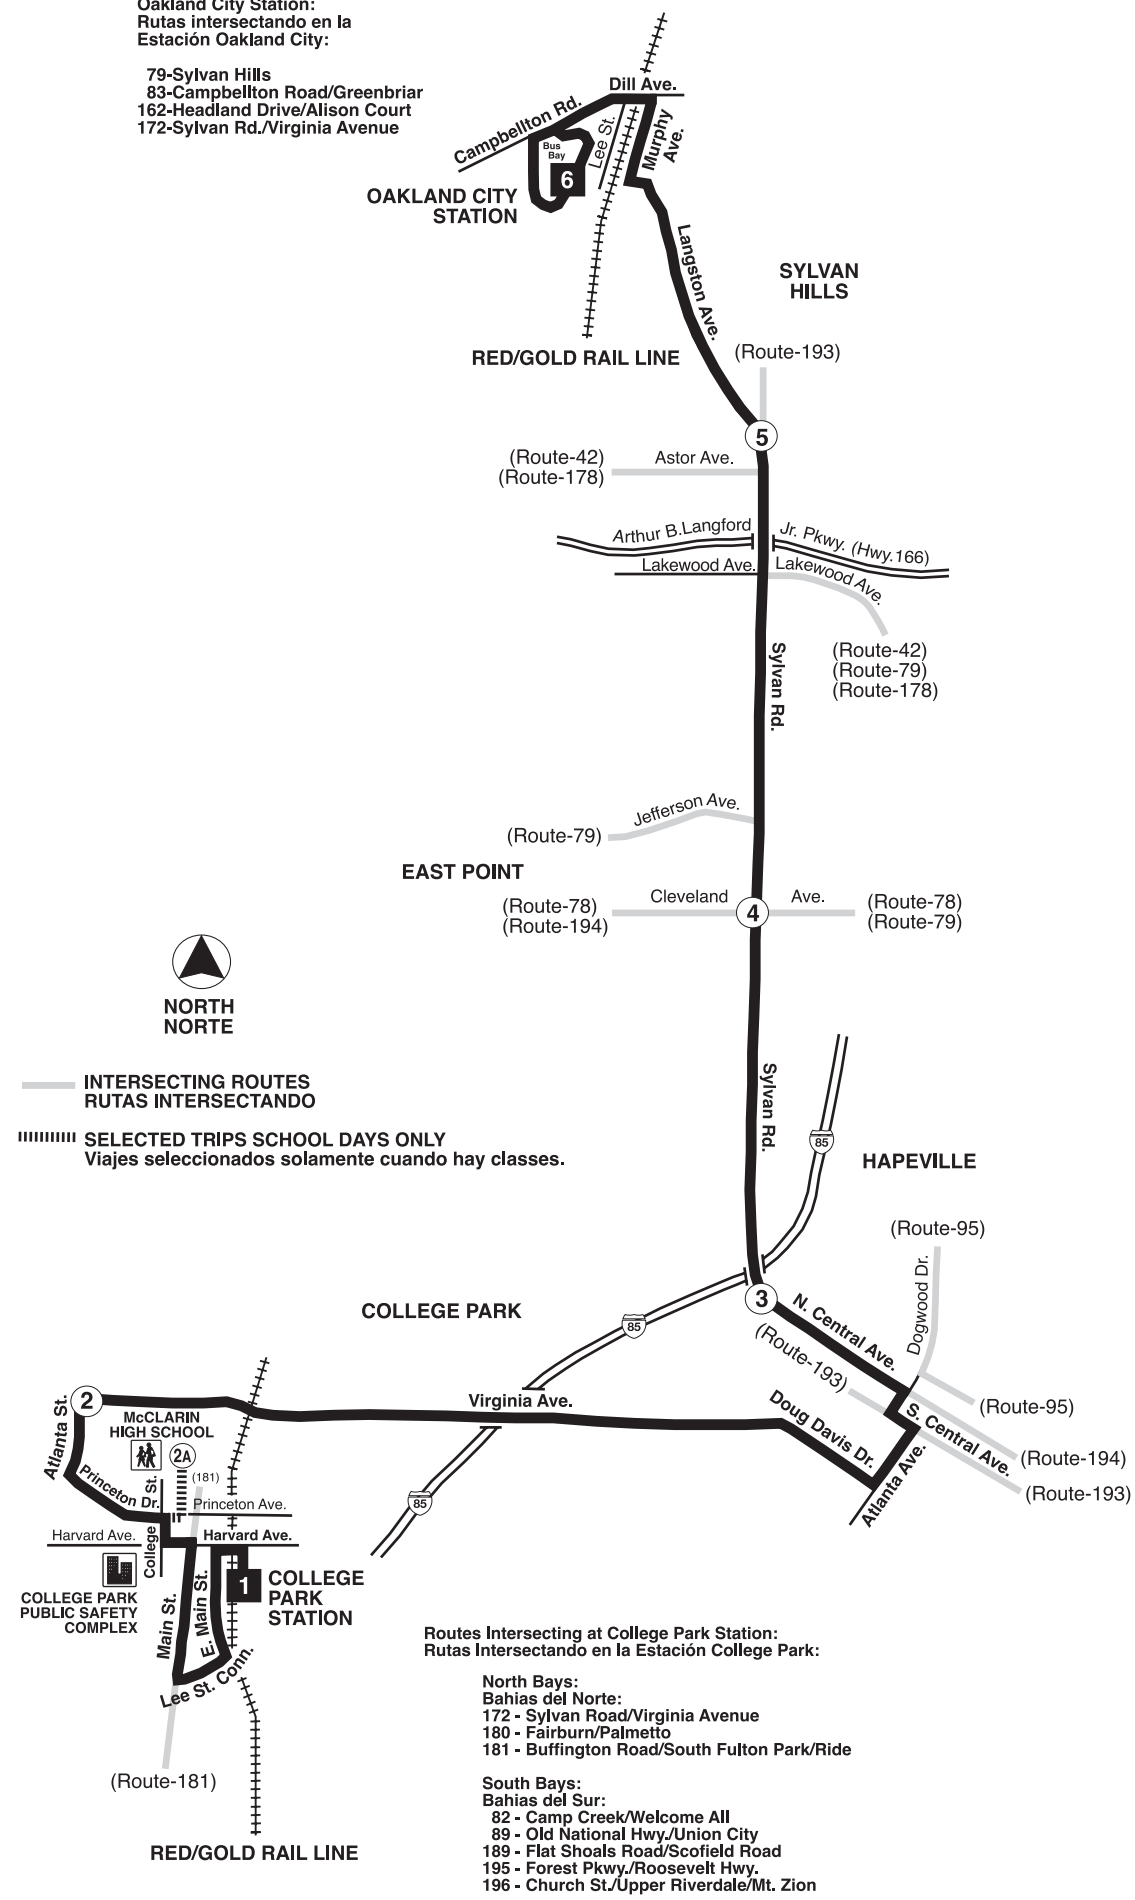 Oakland City Station:
Rutas intersectando en la
Estación Oakland City:
79-Sylvan Hills
83-Campbellton Road/Greenbriar
162-Headland Drive/Alison Court
172-Sylvan Rd./Virginia Avenue
Dill Ave.
Campbellton Rd.
Lee St.
Murphy
Ave.
Bus
Bay
6
OAKLAND CITY
STATION
Langston Ave.
SYLVAN
HILLS
RED/GOLD RAIL LINE
(Route-193)
5
(Route-42)
(Route-178)
Astor Ave.
Arthur B.Langford
Jr. Pkwy. (Hwy.166)
Lakewood Ave.
Lakewood Ave.
(Route-42)
(Route-79)
(Route-178)
Sylvan Rd.
Jefferson Ave.
(Route-79)
EAST POINT
(Route-78)
(Route-194)
Cleveland
4
Ave.
(Route-78)
(Route-79)
NORTH
NORTE
INTERSECTING ROUTES
RUTAS INTERSECTANDO
SELECTED TRIPS SCHOOL DAYS ONLY
Viajes seleccionados solamente cuando hay classes.
Sylvan Rd.
85
HAPEVILLE
(Route-95)
Dogwood Dr.
3
N. Central Ave.
COLLEGE PARK
85
(Route-193)
(Route-95)
S. Central Ave.
(Route-194)
(Route-193)
Virginia Ave.
Doug Davis Dr.
Atlanta Ave.
85
2
Atlanta St.
McCLARIN
HIGH SCHOOL
2A
(181)
Princeton Dr.
College St.
Princeton Ave.
Harvard Ave.
Harvard Ave.
1
COLLEGE
PARK
STATION
COLLEGE PARK
PUBLIC SAFETY
COMPLEX
Main St.
E. Main St.
Lee St. Conn.
(Route-181)
RED/GOLD RAIL LINE
Routes Intersecting at College Park Station:
Rutas Intersectando en la Estación College Park:
North Bays:
Bahias del Norte:
172 - Sylvan Road/Virginia Avenue
180 - Fairburn/Palmetto
181 - Buffington Road/South Fulton Park/Ride
South Bays:
Bahias del Sur:
82 - Camp Creek/Welcome All
89 - Old National Hwy./Union City
189 - Flat Shoals Road/Scofield Road
195 - Forest Pkwy./Roosevelt Hwy.
196 - Church St./Upper Riverdale/Mt. Zion